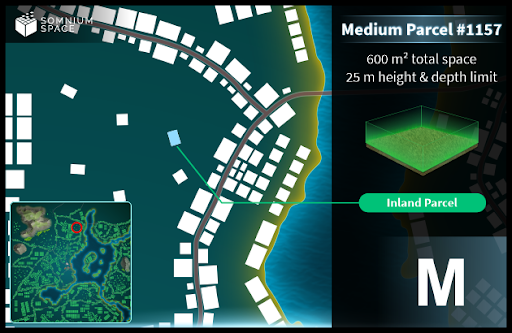 SOMNIUM
SPACE
Medium Parcel #1157
600 m² total space
25 m height & depth limit
Inland Parcel
M